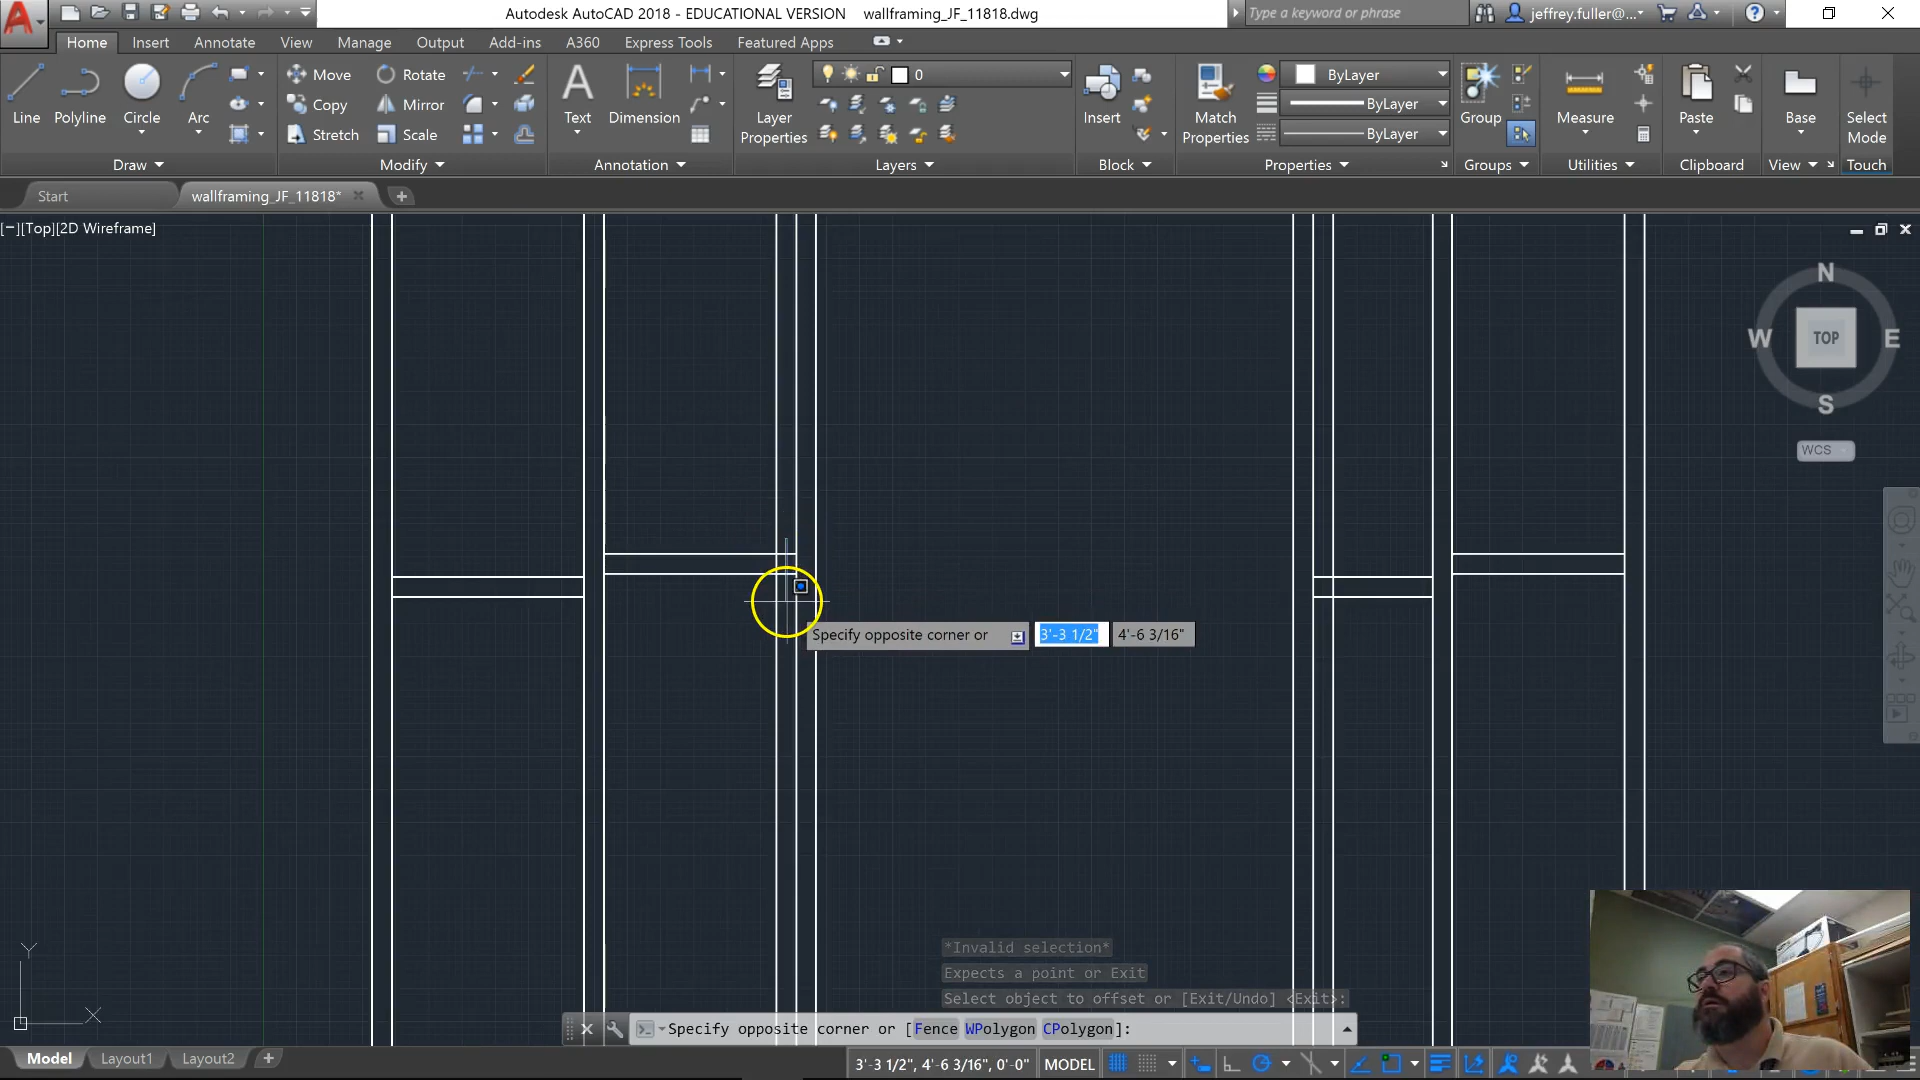 Autodesk AutoCAD 2018 - EDUCATIONAL VERSION wallframing_JF_11818.dwg
Type a keyword or phrase
jeffrey.fuller@...
Home Insert Annotate View Manage Output Add-ins A360 Express Tools Featured Apps
Move Rotate 0 ByLayer
Copy Mirror ByLayer
Line Polyline Circle Arc Text Dimension Layer Properties Insert Match Properties Group Measure Paste Base Select Mode
Stretch Scale ByLayer
Draw Modify Annotation Layers Block Properties Groups Utilities Clipboard View Touch
Start wallframing_JF_11818*
[−][Top][2D Wireframe]
N
W TOP E
S
WCS
Specify opposite corner or 3'-3 1/2" 4'-6 3/16"
*Invalid selection*
Expects a point or Exit
Select object to offset or [Exit/Undo] <Exit>:
Specify opposite corner or [Fence WPolygon CPolygon]:
Y
X
Model Layout1 Layout2 +
3'-3 1/2", 4'-6 3/16", 0'-0" MODEL